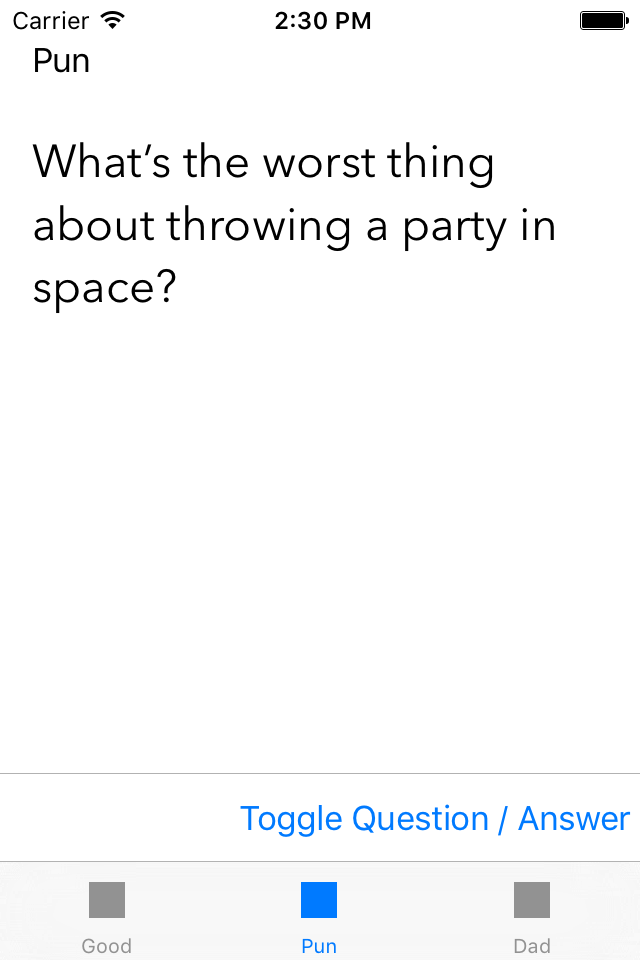 Carrier 2:30 PM
Pun
What’s the worst thing
about throwing a party in
space?
Toggle Question / Answer
Good Pun Dad